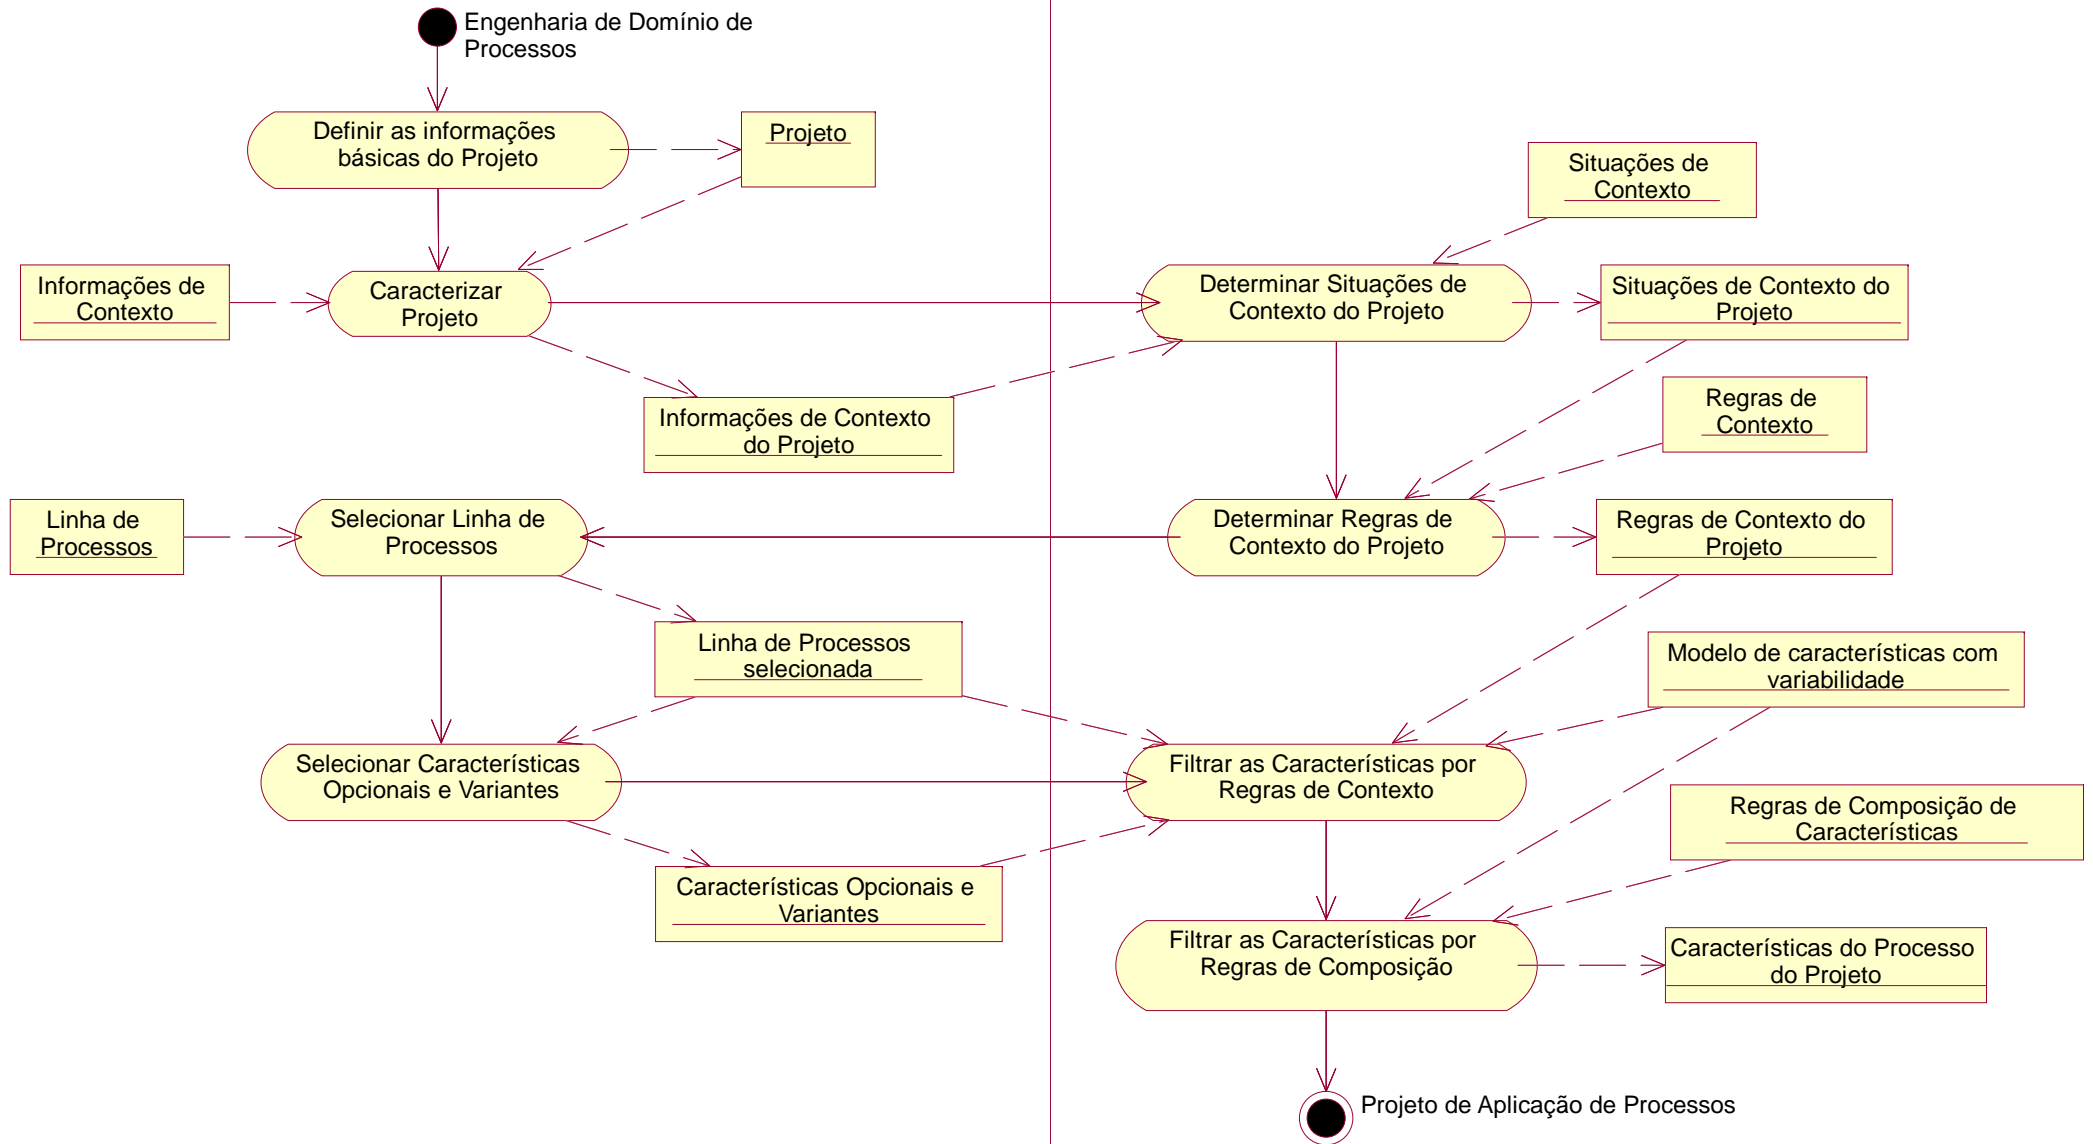 Engenharia de Domínio de
Processos
Definir as informações
básicas do Projeto
Projeto
Situações de
Contexto
Informações de
Contexto
Caracterizar
Projeto
Determinar Situações de
Contexto do Projeto
Situações de Contexto do
Projeto
Informações de Contexto
do Projeto
Regras de
Contexto
Linha de
Processos
Selecionar Linha de
Processos
Determinar Regras de
Contexto do Projeto
Regras de Contexto do
Projeto
Linha de Processos
selecionada
Modelo de características com
variabilidade
Selecionar Características
Opcionais e Variantes
Filtrar as Características por
Regras de Contexto
Regras de Composição de
Características
Características Opcionais e
Variantes
Filtrar as Características por
Regras de Composição
Características do Processo
do Projeto
Projeto de Aplicação de Processos